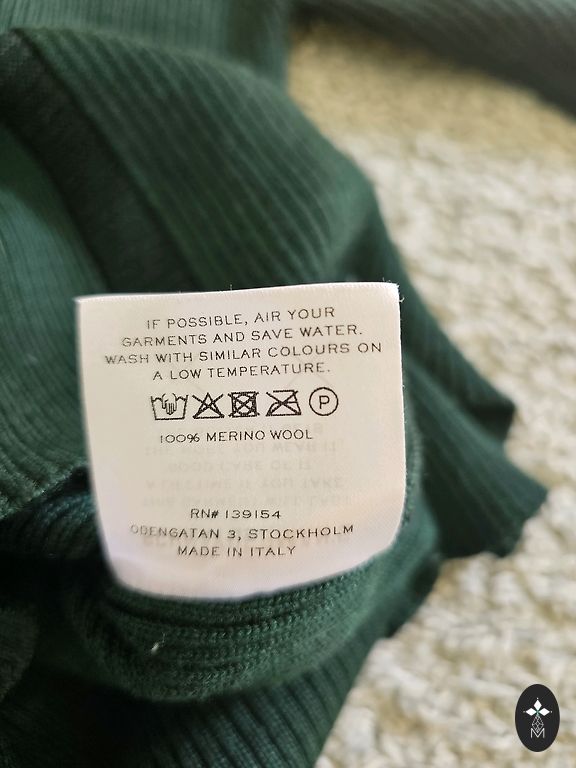 IF POSSIBLE, AIR YOUR
GARMENTS AND SAVE WATER.
WASH WITH SIMILAR COLOURS ON
A LOW TEMPERATURE.
P
100% MERINO WOOL
RN# 139154
ODENGATAN 3, STOCKHOLM
MADE IN ITALY
M